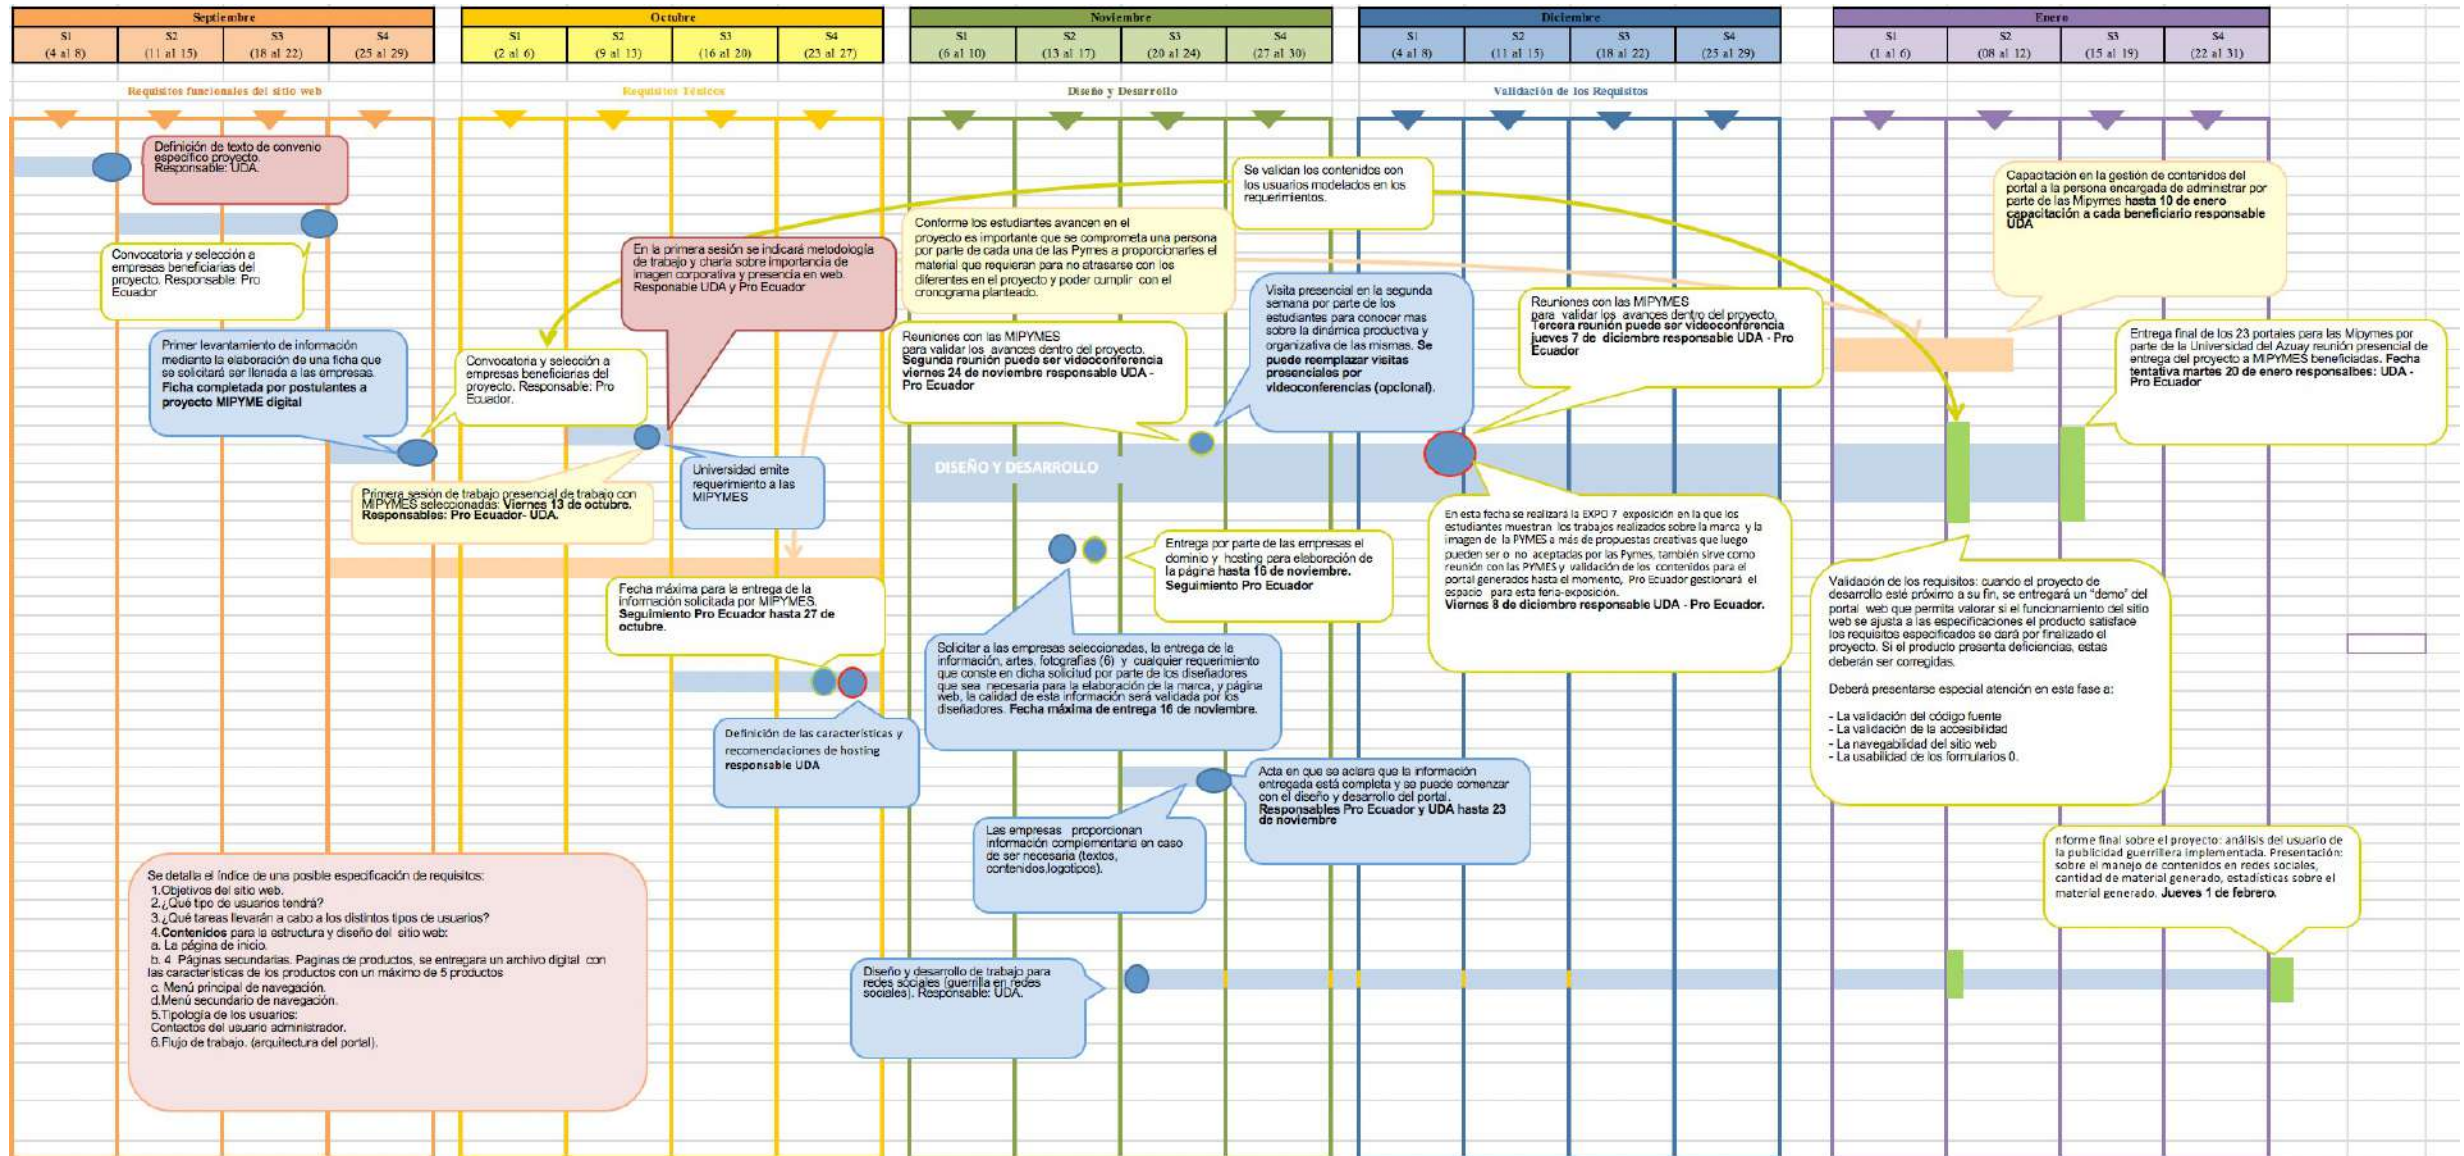 Septiembre
Octubre
Noviembre
Diciembre
Enero
S1
S2
S3
S4
S1
S2
S3
S4
S1
S2
S3
S4
S1
S2
S3
S4
S1
S2
S3
S4
(4 al 8)
(11 al 15)
(18 al 22)
(25 al 29)
(2 al 6)
(9 al 13)
(16 al 20)
(23 al 27)
(6 al 10)
(13 al 17)
(20 al 24)
(27 al 30)
(4 al 8)
(11 al 15)
(18 al 22)
(25 al 29)
(1 al 6)
(08 al 12)
(15 al 19)
(22 al 31)
Requisitos funcionales del sitio web
Requisitos Ténicos
Diseño y Desarrollo
Validación de los Requisitos
Definición de texto de convenio
específico proyecto.
Responsable: UDA.
Convocatoria y selección a
empresas beneficiarias del
proyecto. Responsable: Pro
Ecuador
Primer levantamiento de información
mediante la elaboración de una ficha que
se solicitará ser llenada a las empresas.
Ficha completada por postulantes a
proyecto MIPYME digital
Convocatoria y selección a
empresas beneficiarias del
proyecto. Responsable: Pro
Ecuador.
En la primera sesión se indicará metodología
de trabajo y charla sobre importancia de
imagen corporativa y presencia en web.
Responable UDA y Pro Ecuador
Primera sesión de trabajo presencial de trabajo con
MIPYMES seleccionadas: Viernes 13 de octubre.
Responsables: Pro Ecuador- UDA.
Universidad emite
requerimiento a las
MIPYMES
Fecha máxima para la entrega de la
información solicitada por MIPYMES.
Seguimiento Pro Ecuador hasta 27 de
octubre.
Definición de las características y
recomendaciones de hosting
responsable UDA
Se detalla el índice de una posible especificación de requisitos:
1.Objetivos del sitio web.
2.¿Qué tipo de usuarios tendrá?
3.¿Qué tareas llevarán a cabo a los distintos tipos de usuarios?
4.Contenidos para la estructura y diseño del sitio web:
a. La página de inicio.
b. 4 Páginas secundarias. Paginas de productos, se entregara un archivo digital con
las características de los productos con un máximo de 5 productos
c. Menú principal de navegación.
d.Menú secundario de navegación.
5.Tipología de los usuarios:
Contactos del usuario administrador.
6.Flujo de trabajo. (arquitectura del portal).
Se validan los contenidos con
los usuarios modelados en los
requerimientos.
Conforme los estudiantes avancen en el
proyecto es importante que se comprometa una persona
por parte de cada una de las Pymes a proporcionarles el
material que requieran para no atrasarse con los
diferentes en el proyecto y poder cumplir con el
cronograma planteado.
Reuniones con las MIPYMES
para validar los avances dentro del proyecto.
Segunda reunión puede ser videoconferencia
viernes 24 de noviembre responsable UDA -
Pro Ecuador
Visita presencial en la segunda
semana por parte de los
estudiantes para conocer mas
sobre la dinámica productiva y
organizativa de las mismas. Se
puede reemplazar visitas
presenciales por
videoconferencias (opcional).
Reuniones con las MIPYMES
para validar los avances dentro del proyecto.
Tercera reunión puede ser videoconferencia
jueves 7 de diciembre responsable UDA - Pro
Ecuador
DISEÑO Y DESARROLLO
Entrega por parte de las empresas el
dominio y hosting para elaboración de
la página hasta 16 de noviembre.
Seguimiento Pro Ecuador
Solicitar a las empresas seleccionadas, la entrega de la
información, artes, fotografías (6) y cualquier requerimiento
que conste en dicha solicitud por parte de los diseñadores
que sea necesaria para la elaboración de la marca, y página
web, la calidad de esta información será validada por los
diseñadores. Fecha máxima de entrega 16 de noviembre.
Acta en que se aclara que la información
entregada está completa y se puede comenzar
con el diseño y desarrollo del portal.
Responsables Pro Ecuador y UDA hasta 23
de noviembre
Las empresas proporcionan
información complementaria en caso
de ser necesaria (textos,
contenidos,logotipos).
Diseño y desarrollo de trabajo para
redes sociales (guerrilla en redes
sociales). Responsable: UDA.
En esta fecha se realizará la EXPO 7 exposición en la que los
estudiantes muestran los trabajos realizados sobre la marca y la
imagen de la PYMES a más de propuestas creativas que luego
pueden ser o no aceptadas por las Pymes, también sirve como
reunión con las PYMES y validación de los contenidos para el
portal generados hasta el momento, Pro Ecuador gestionará el
espacio para esta feria-exposición.
Viernes 8 de diciembre responsable UDA - Pro Ecuador.
Capacitación en la gestión de contenidos del
portal a la persona encargada de administrar por
parte de las Mipymes hasta 10 de enero
capacitación a cada beneficiario responsable
UDA
Entrega final de los 23 portales para las Mipymes por
parte de la Universidad del Azuay reunión presencial de
entrega del proyecto a MIPYMES beneficiadas. Fecha
tentativa martes 20 de enero responsalbes: UDA -
Pro Ecuador
Validación de los requisitos: cuando el proyecto de
desarrollo esté próximo a su fin, se entregará un "demo" del
portal web que permita valorar si el funcionamiento del sitio
web se ajusta a las especificaciones el producto satisface
los requisitos especificados se dará por finalizado el
proyecto. Si el producto presenta deficiencias, estas
deberán ser corregidas.
Deberá presentarse especial atención en esta fase a:
- La validación del código fuente
- La validación de la accesibilidad
- La navegabilidad del sitio web
- La usabilidad de los formularios 0.
nforme final sobre el proyecto: análisis del usuario de
la publicidad guerrillera implementada. Presentación:
sobre el manejo de contenidos en redes sociales,
cantidad de material generado, estadísticas sobre el
material generado. Jueves 1 de febrero.